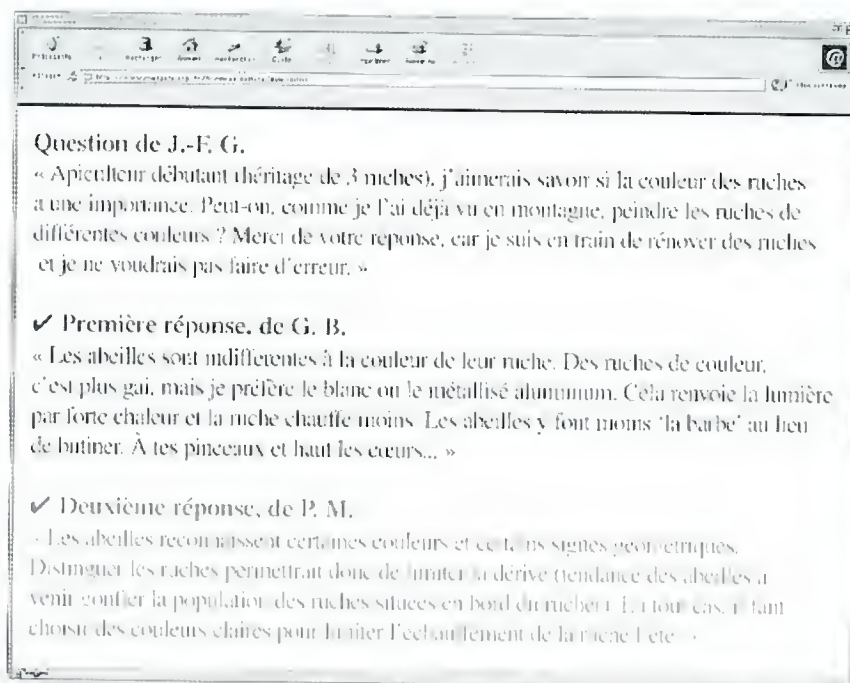 Question de J.-F. G.
« Apiculteur débutant (héritage de 3 ruches), j'aimerais savoir si la couleur des ruches
a une importance. Peut-on, comme je l'ai déjà vu en montagne, peindre les ruches de
différentes couleurs ? Merci de votre réponse, car je suis en train de rénover des ruches
et je ne voudrais pas faire d'erreur. »
✔ Première réponse, de G. B.
« Les abeilles sont indifférentes à la couleur de leur ruche. Des ruches de couleur,
c'est plus gai, mais je préfère le blanc ou le métallisé aluminium. Cela renvoie la lumière
par forte chaleur et la ruche chauffe moins. Les abeilles y font moins ‘la barbe’ au lieu
de butiner. À tes pinceaux et haut les cœurs... »
✔ Deuxième réponse, de P. M.
« Les abeilles reconnaissent certaines couleurs et certains signes géométriques.
Distinguer les ruches permettrait donc de limiter la dérive (tendance des abeilles à
venir gonfler la population des ruches situées en bord du rucher). En tout cas, il faut
choisir des couleurs claires pour limiter l'échauffement de la ruche l'été. »